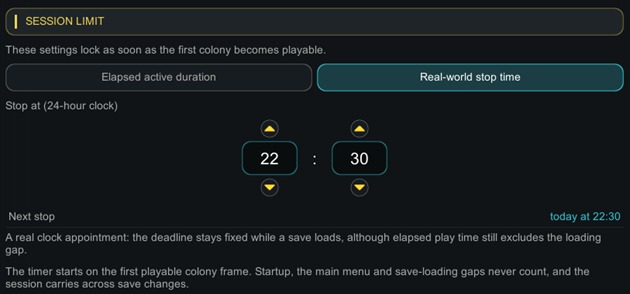 SESSION LIMIT
These settings lock as soon as the first colony becomes playable.
Elapsed active duration
Real-world stop time
Stop at (24-hour clock)
22 : 30
Next stop
today at 22:30
A real clock appointment: the deadline stays fixed while a save loads, although elapsed play time still excludes the loading
gap.
The timer starts on the first playable colony frame. Startup, the main menu and save-loading gaps never count, and the
session carries across save changes.